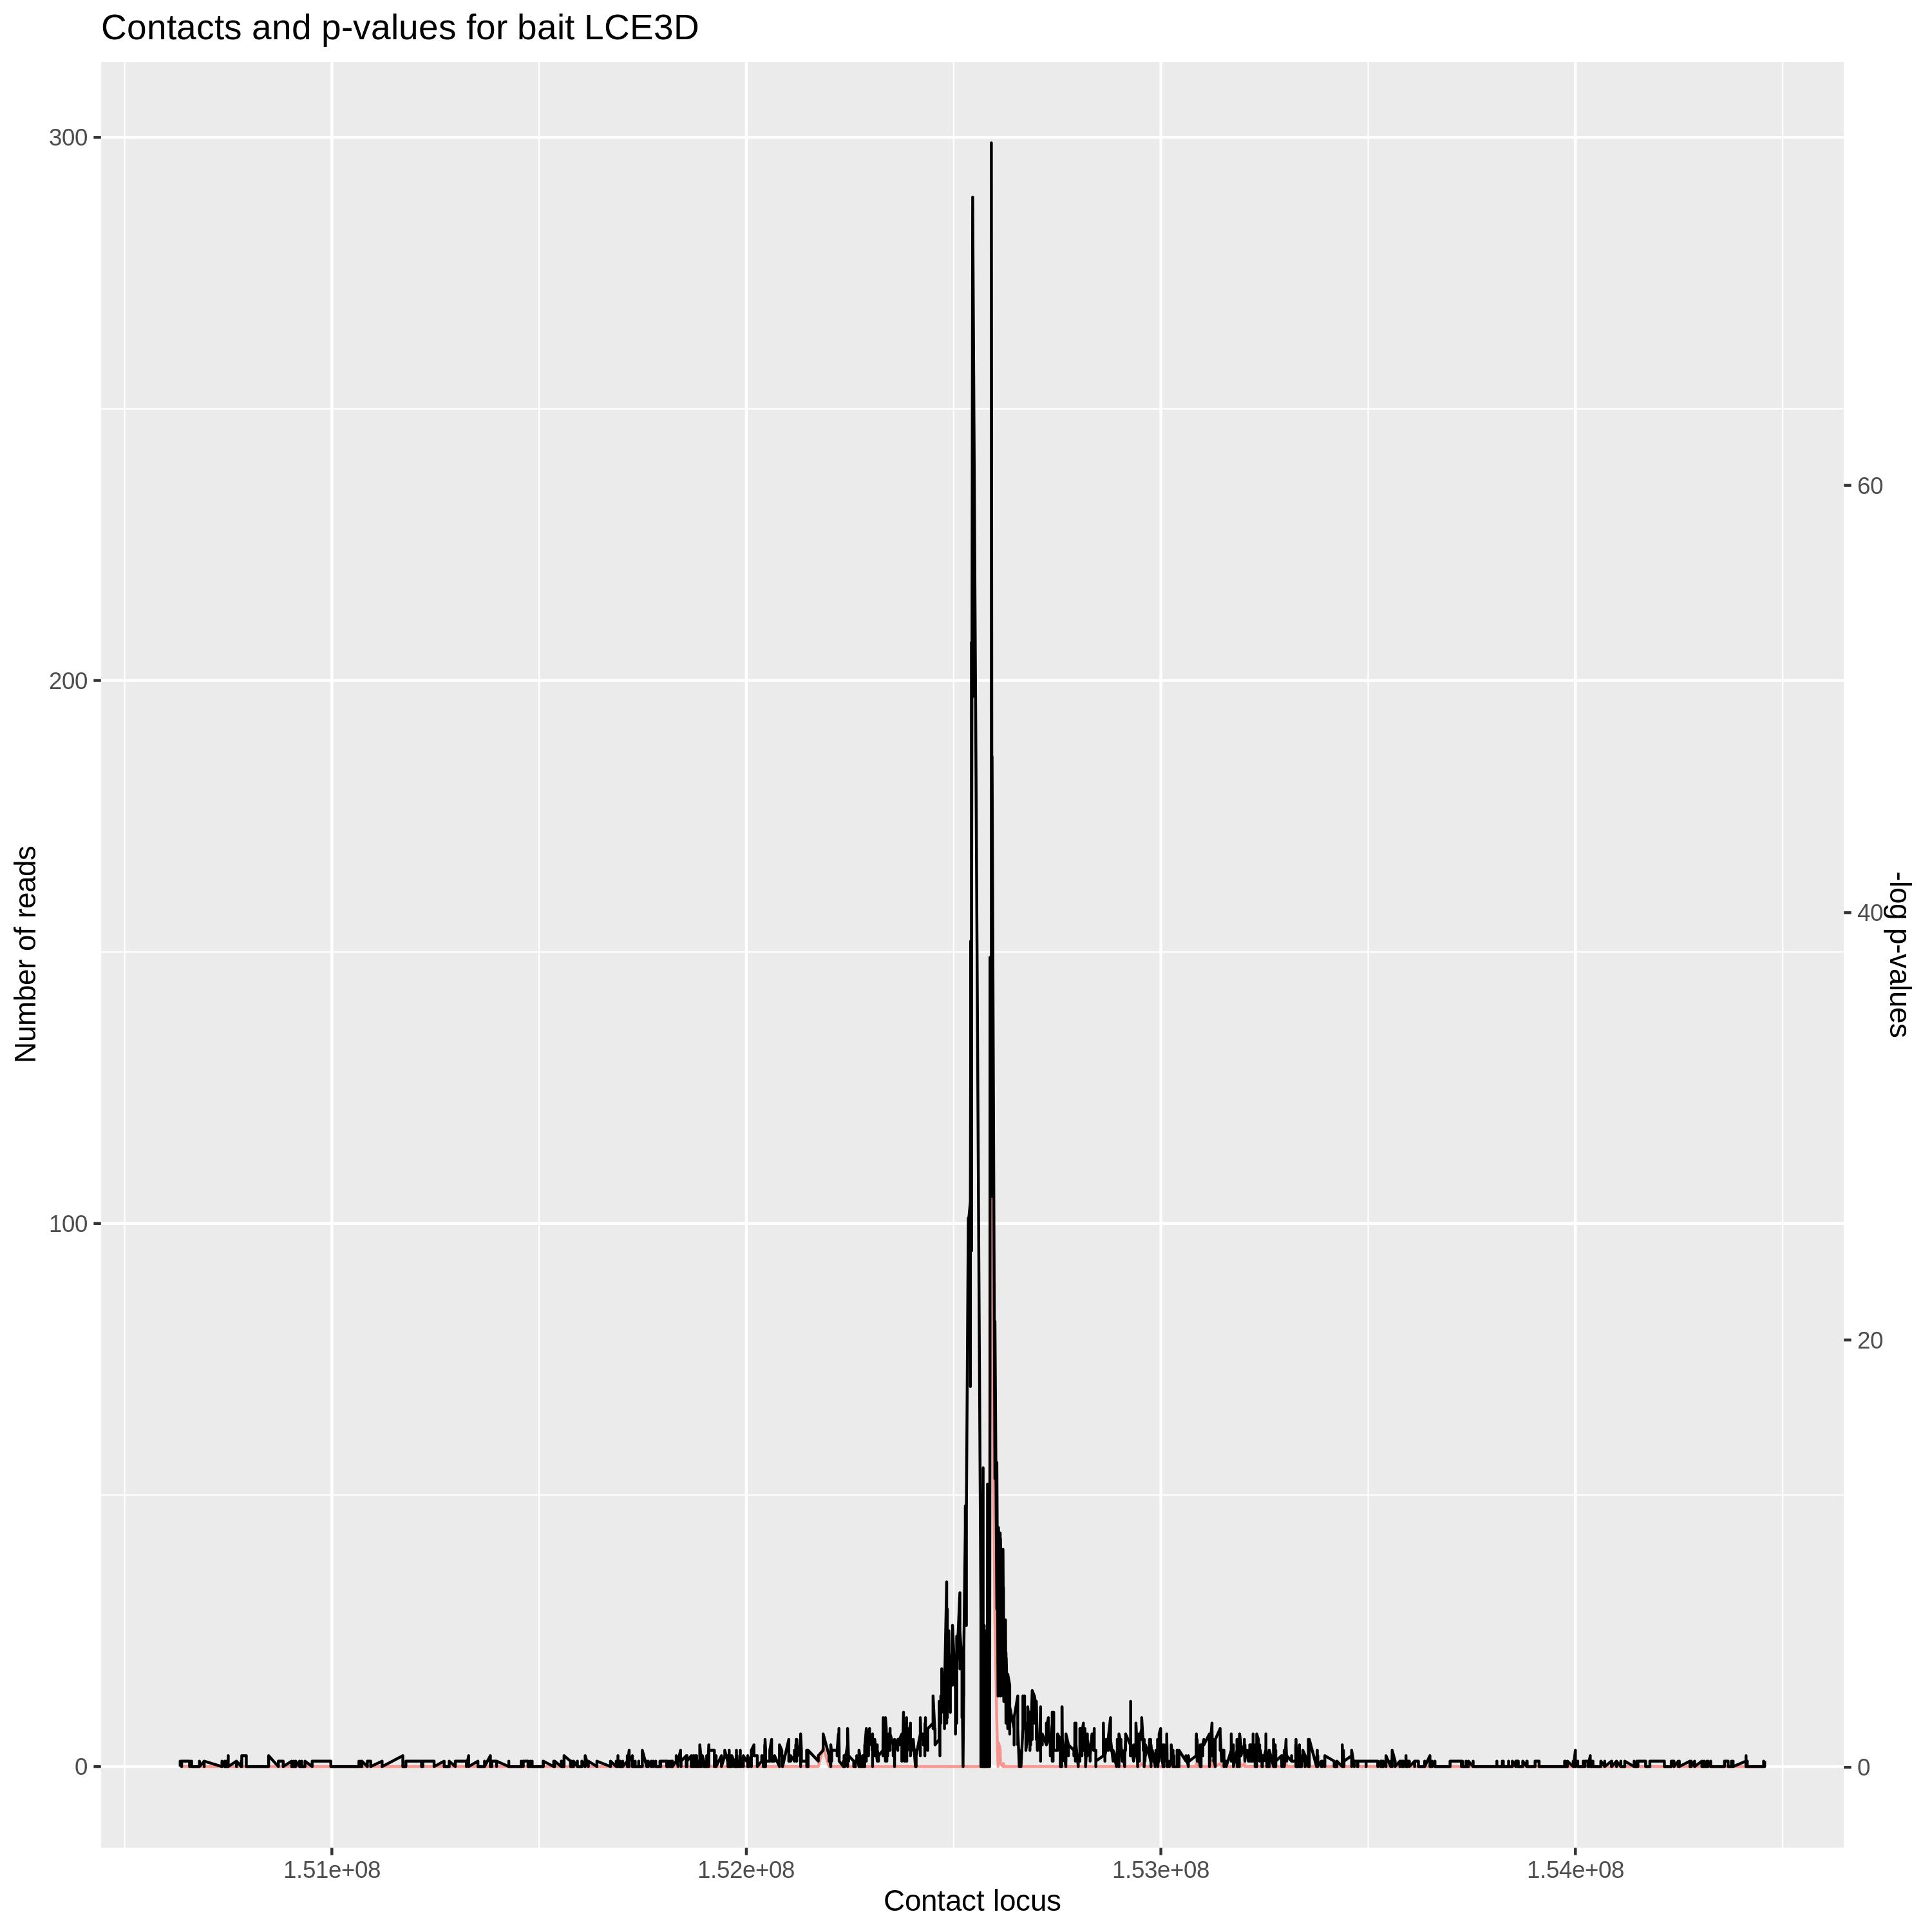 Contacts and p-values for bait LCE3D
300
200
100
0
Number of reads
60
40
20
0
-log p-values
1.51e+08 1.52e+08 1.53e+08 1.54e+08
Contact locus